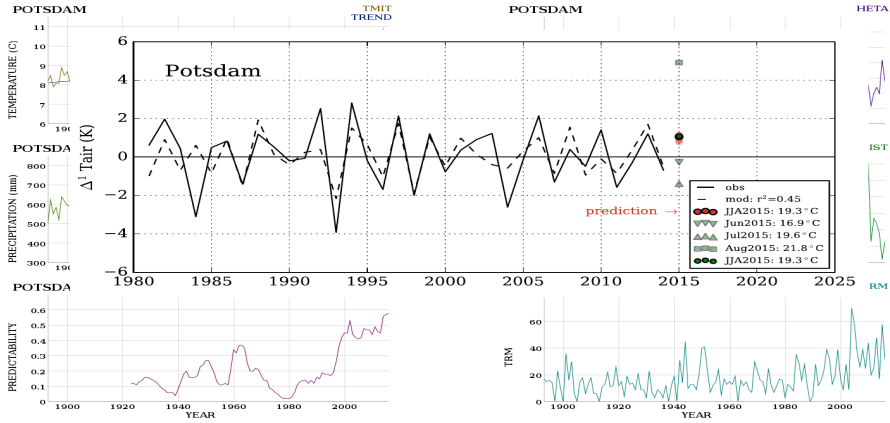 POTSDAM
TMIT
TREND
POTSDAM
HETA
TEMPERATURE (C)
11
10
9
8
7
6
190
Δ¹ Tair (K)
6
4
2
0
−2
−4
−6
Potsdam
1980
1985
1990
1995
2000
2005
2010
2015
2020
2025
prediction →
obs
mod: r²=0.45
JJA2015: 19.3°C
Jun2015: 16.9°C
Jul2015: 19.6°C
Aug2015: 21.8°C
JJA2015: 19.3°C
POTSDA
IST
PRECIPITATION (mm)
800
700
600
500
400
300
190
POTSDA
RM
PREDICTABILITY
0.6
0.5
0.4
0.3
0.2
0.1
0
1900
1920
1940
1960
1980
2000
YEAR
TRM
60
40
20
0
1900
1920
1940
1960
1980
2000
YEAR